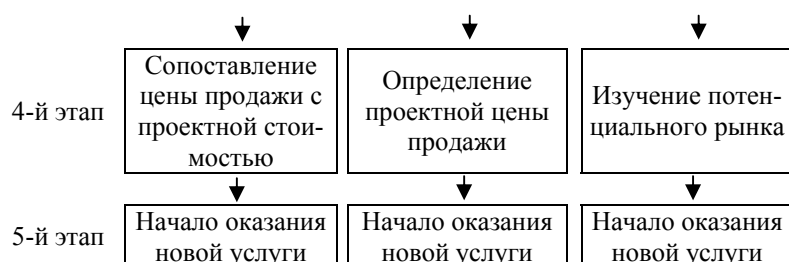 4-й этап
Сопоставление
цены продажи с
проектной стои-
мостью
Определение
проектной цены
продажи
Изучение потен-
циального рынка
5-й этап
Начало оказания
новой услуги
Начало оказания
новой услуги
Начало оказания
новой услуги